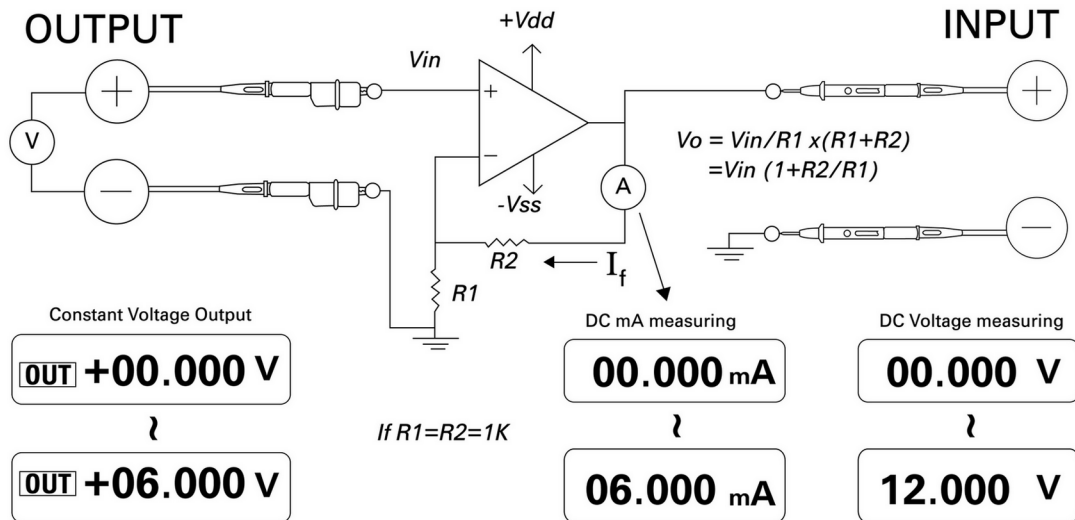 OUTPUT
INPUT
+Vdd
Vin
+
+
+
V
−
−
−
A
-Vss
Vo = Vin/R1 x(R1+R2)
=Vin (1+R2/R1)
R2
If
R1
Constant Voltage Output
DC mA measuring
DC Voltage measuring
OUT +00.000 V
00.000 mA
00.000 V
~
~
~
If R1=R2=1K
OUT +06.000 V
06.000 mA
12.000 V